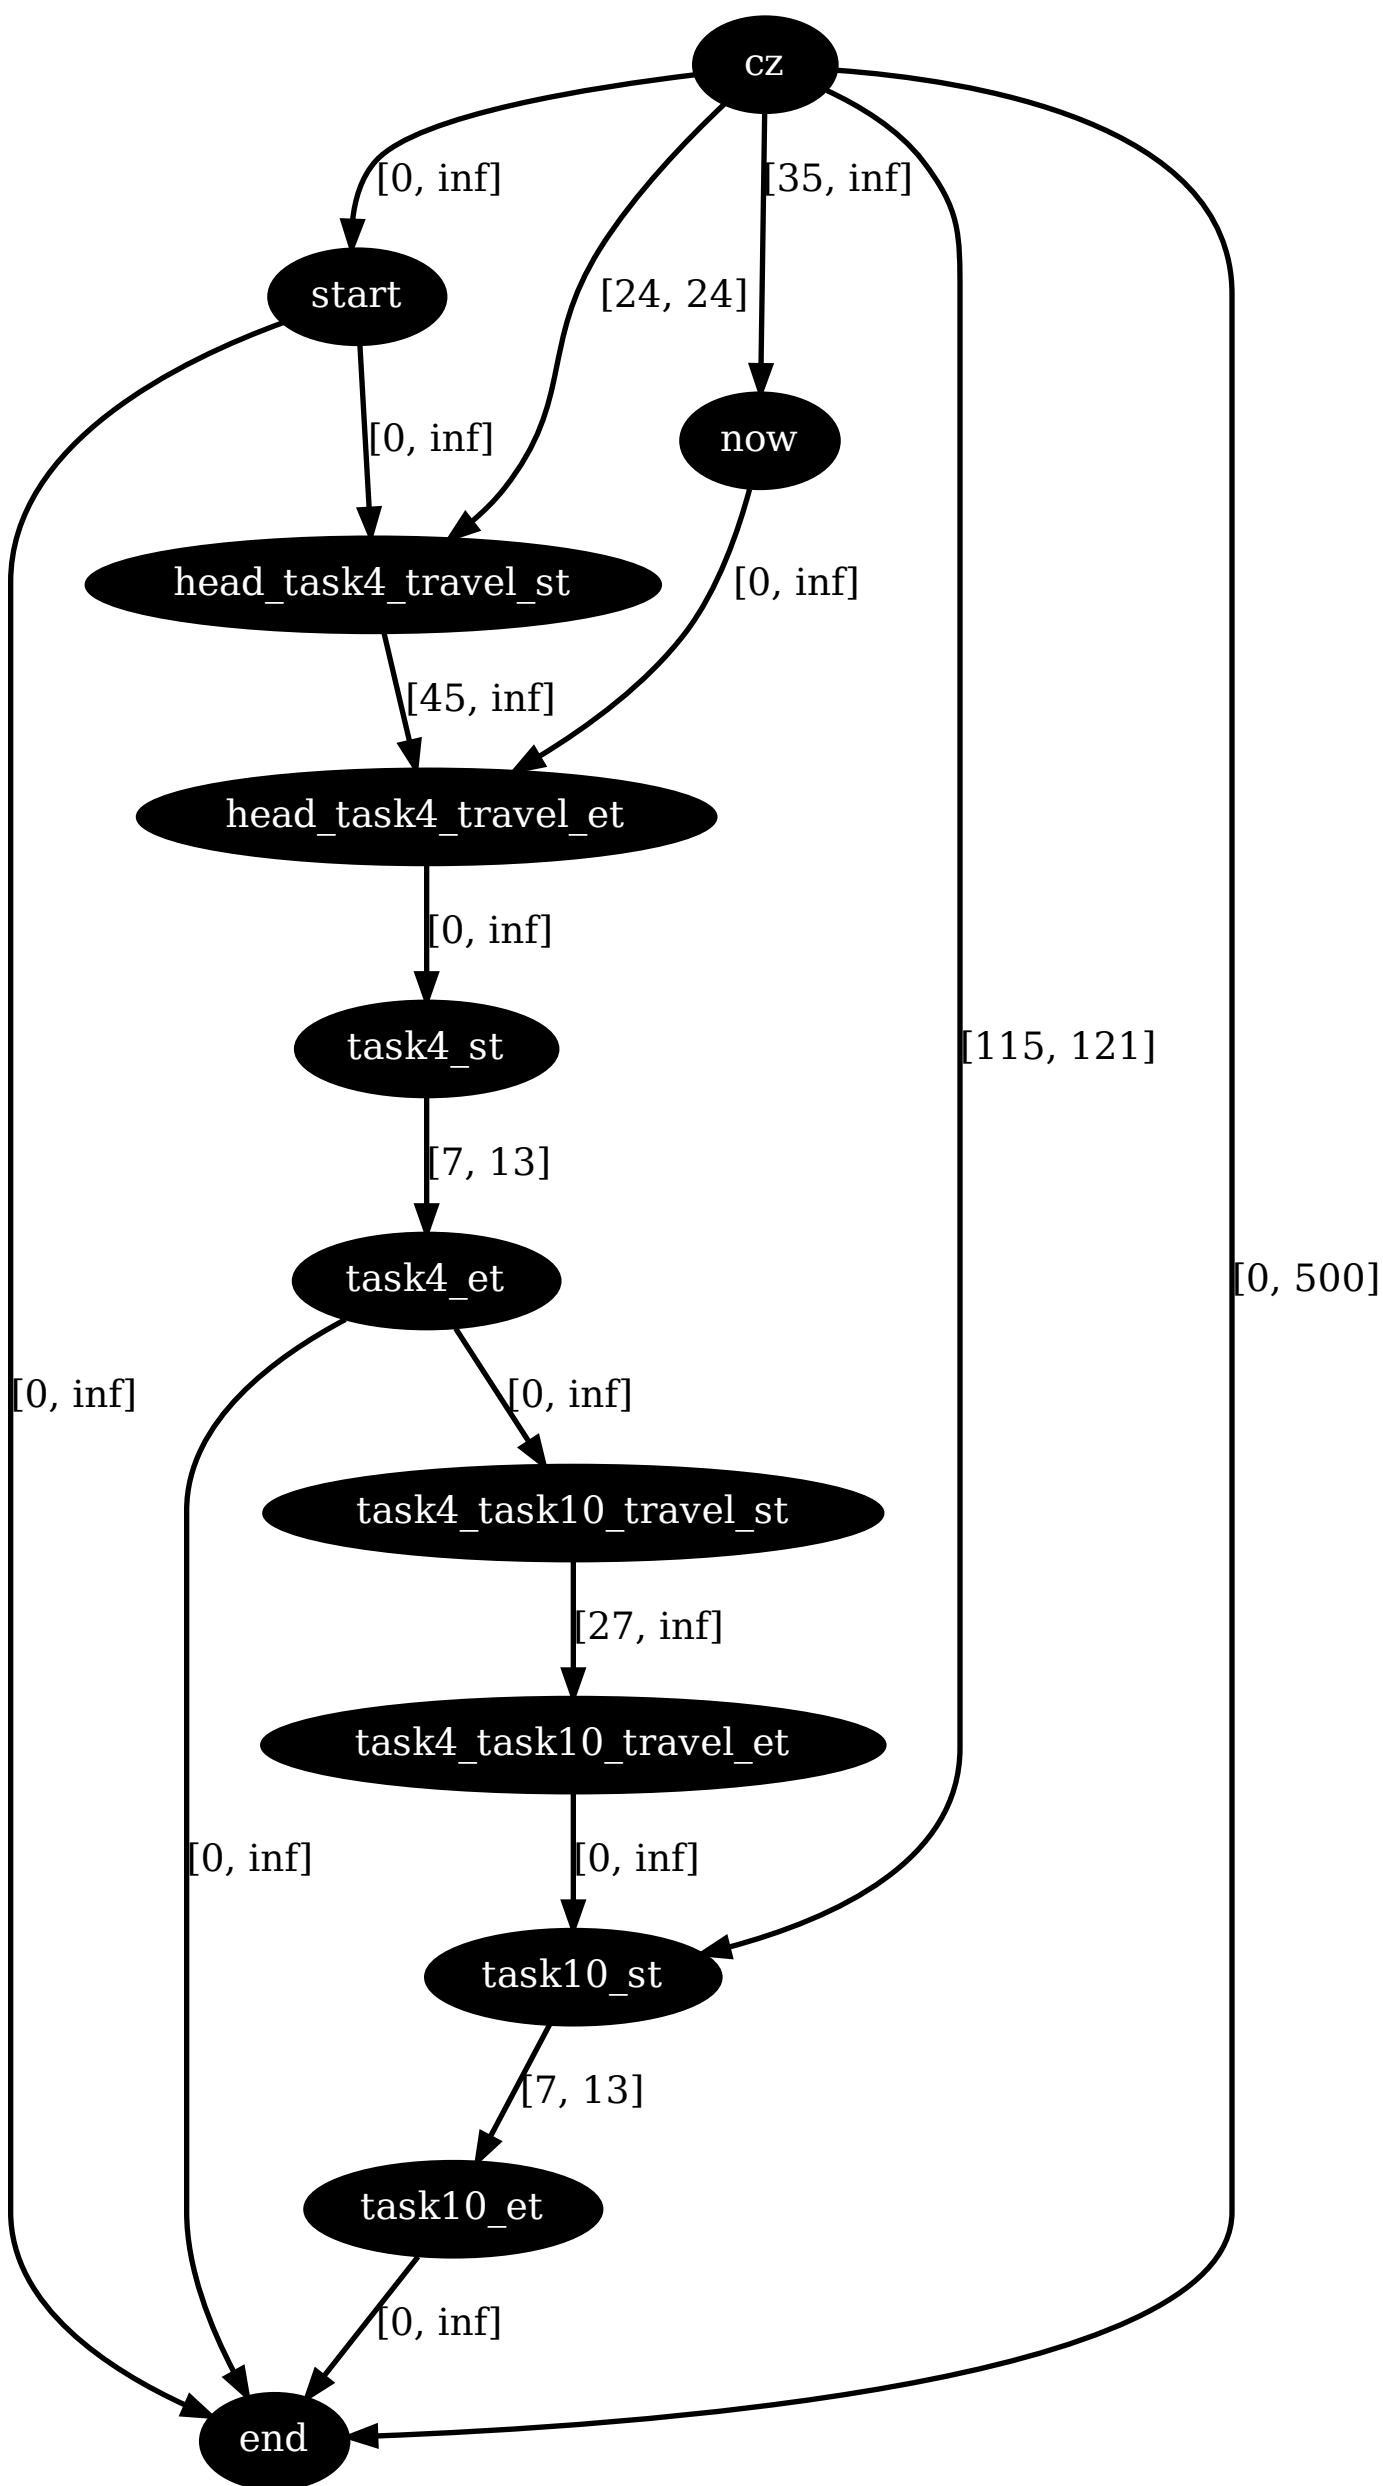 cz
[0, inf]
[35, inf]
start
[24, 24]
now
[0, inf]
head_task4_travel_st
[0, inf]
[45, inf]
head_task4_travel_et
[0, inf]
task4_st
[115, 121]
[7, 13]
task4_et
[0, 500]
[0, inf]
[0, inf]
task4_task10_travel_st
[27, inf]
task4_task10_travel_et
[0, inf]
[0, inf]
task10_st
[7, 13]
task10_et
[0, inf]
end